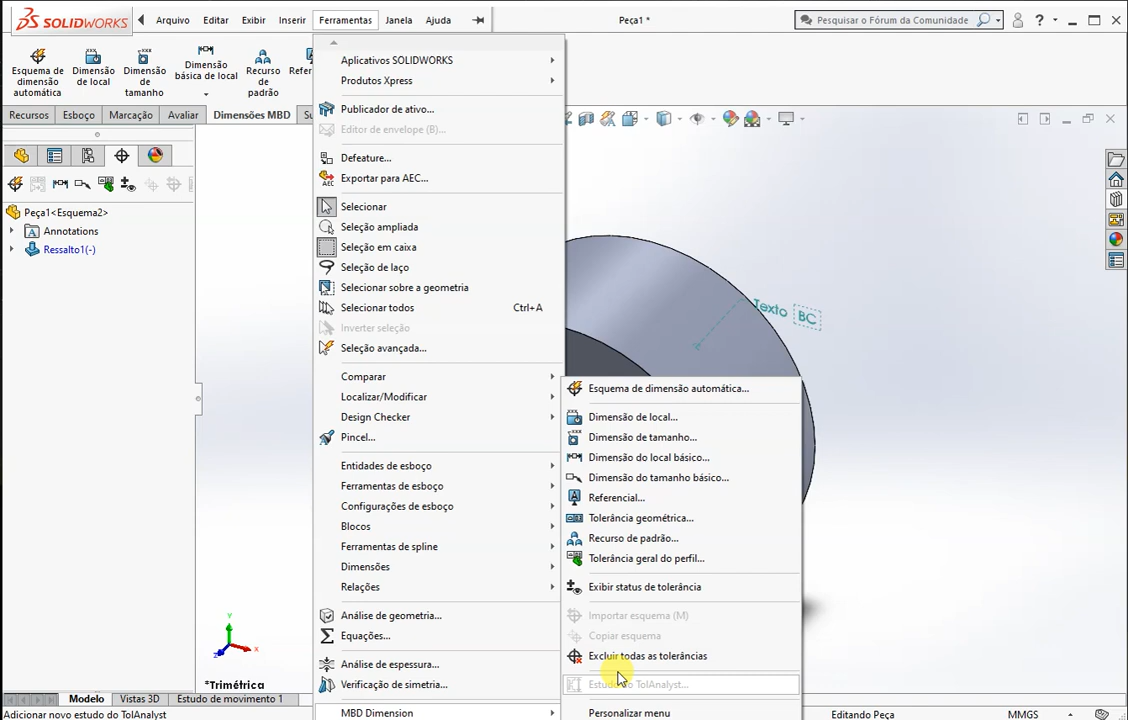 SOLIDWORKS
Arquivo Editar Exibir Inserir Ferramentas Janela Ajuda
Peça1 *
Pesquisar o Fórum da Comunidade
Esquema de dimensão automática
Dimensão de local
Dimensão de tamanho
Dimensão básica de local
Recurso de padrão
Refer
Recursos Esboço Marcação Avaliar Dimensões MBD Su
Peça1<Esquema2>
Annotations
Ressalto1(-)
Aplicativos SOLIDWORKS
Produtos Xpress
Publicador de ativo...
Editor de envelope (B)...
Defeature...
Exportar para AEC...
Selecionar
Seleção ampliada
Seleção em caixa
Seleção de laço
Selecionar sobre a geometria
Selecionar todos Ctrl+A
Inverter seleção
Seleção avançada...
Comparar
Localizar/Modificar
Design Checker
Pincel...
Entidades de esboço
Ferramentas de esboço
Configurações de esboço
Blocos
Ferramentas de spline
Dimensões
Relações
Análise de geometria...
Equações...
Análise de espessura...
Verificação de simetria...
MBD Dimension
Esquema de dimensão automática...
Dimensão de local...
Dimensão de tamanho...
Dimensão do local básico...
Dimensão do tamanho básico...
Referencial...
Tolerância geométrica...
Recurso de padrão...
Tolerância geral do perfil...
Exibir status de tolerância
Importar esquema (M)
Copiar esquema
Excluir todas as tolerâncias
Estudo do TolAnalyst...
Personalizar menu
Texto BC
Y
X
Z
*Trimétrica
Modelo Vistas 3D Estudo de movimento 1
Adicionar novo estudo do TolAnalyst
Editando Peça
MMGS